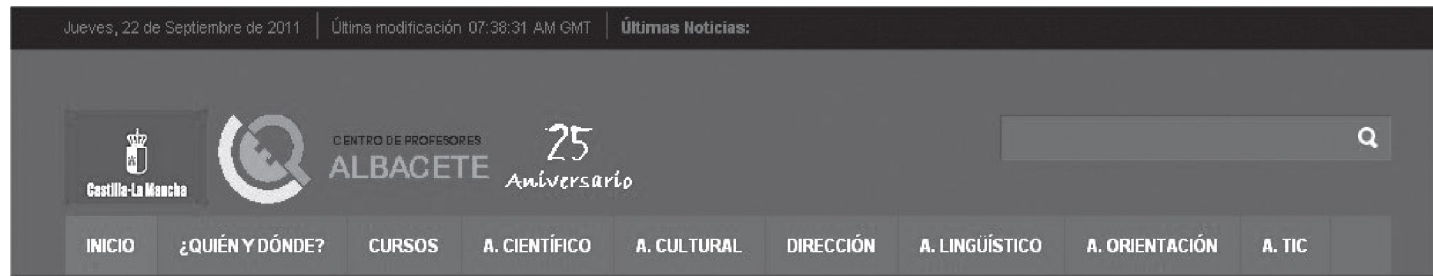 Jueves, 22 de Septiembre de 2011 | Última modificación 07:38:31 AM GMT | Últimas Noticias:
Castilla-La Mancha
CENTRO DE PROFESORES
ALBACETE
25
Aniversario
INICIO ¿QUIÉN Y DÓNDE? CURSOS A. CIENTÍFICO A. CULTURAL DIRECCIÓN A. LINGÜÍSTICO A. ORIENTACIÓN A. TIC